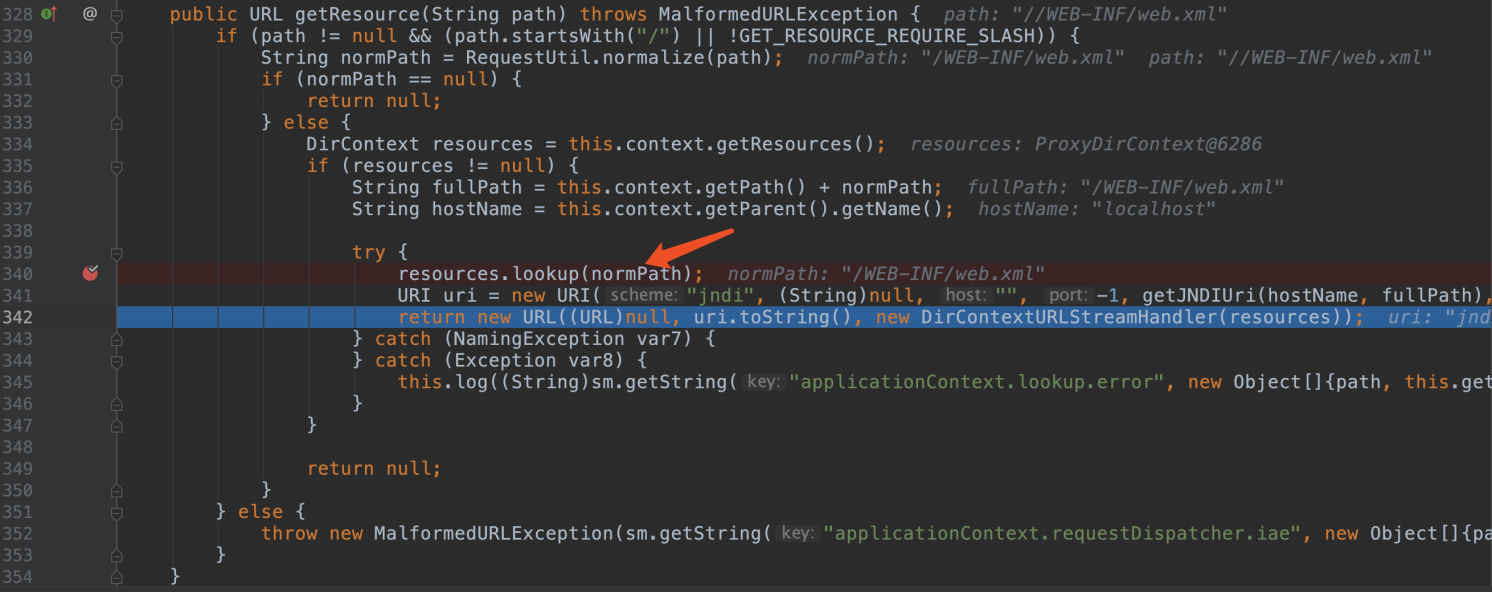 328 @ public URL getResource(String path) throws MalformedURLException { path: "//WEB-INF/web.xml"
329 if (path != null && (path.startsWith("/") || !GET_RESOURCE_REQUIRE_SLASH)) {
330 String normPath = RequestUtil.normalize(path); normPath: "/WEB-INF/web.xml" path: "//WEB-INF/web.xml"
331 if (normPath == null) {
332 return null;
333 } else {
334 DirContext resources = this.context.getResources(); resources: ProxyDirContext@6286
335 if (resources != null) {
336 String fullPath = this.context.getPath() + normPath; fullPath: "/WEB-INF/web.xml"
337 String hostName = this.context.getParent().getName(); hostName: "localhost"
338
339 try {
340 resources.lookup(normPath); normPath: "/WEB-INF/web.xml"
341 URI uri = new URI( scheme: "jndi", (String)null, host: "", port: -1, getJNDIUri(hostName, fullPath),
342 return new URL((URL)null, uri.toString(), new DirContextURLStreamHandler(resources)); uri: "jndi
343 } catch (NamingException var7) {
344 } catch (Exception var8) {
345 this.log((String)sm.getString( key: "applicationContext.lookup.error", new Object[]{path, this.get
346 }
347 }
348
349 return null;
350 }
351 } else {
352 throw new MalformedURLException(sm.getString( key: "applicationContext.requestDispatcher.iae", new Object[]{pa
353 }
354 }